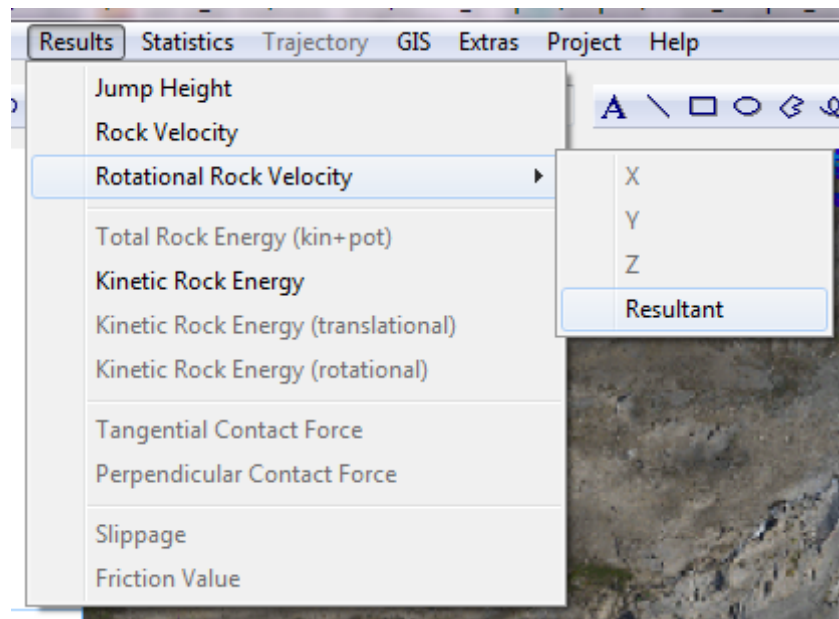 Results Statistics Trajectory GIS Extras Project Help
Jump Height
Rock Velocity
Rotational Rock Velocity
Total Rock Energy (kin+pot)
Kinetic Rock Energy
Kinetic Rock Energy (translational)
Kinetic Rock Energy (rotational)
Tangential Contact Force
Perpendicular Contact Force
Slippage
Friction Value
A
X
Y
Z
Resultant